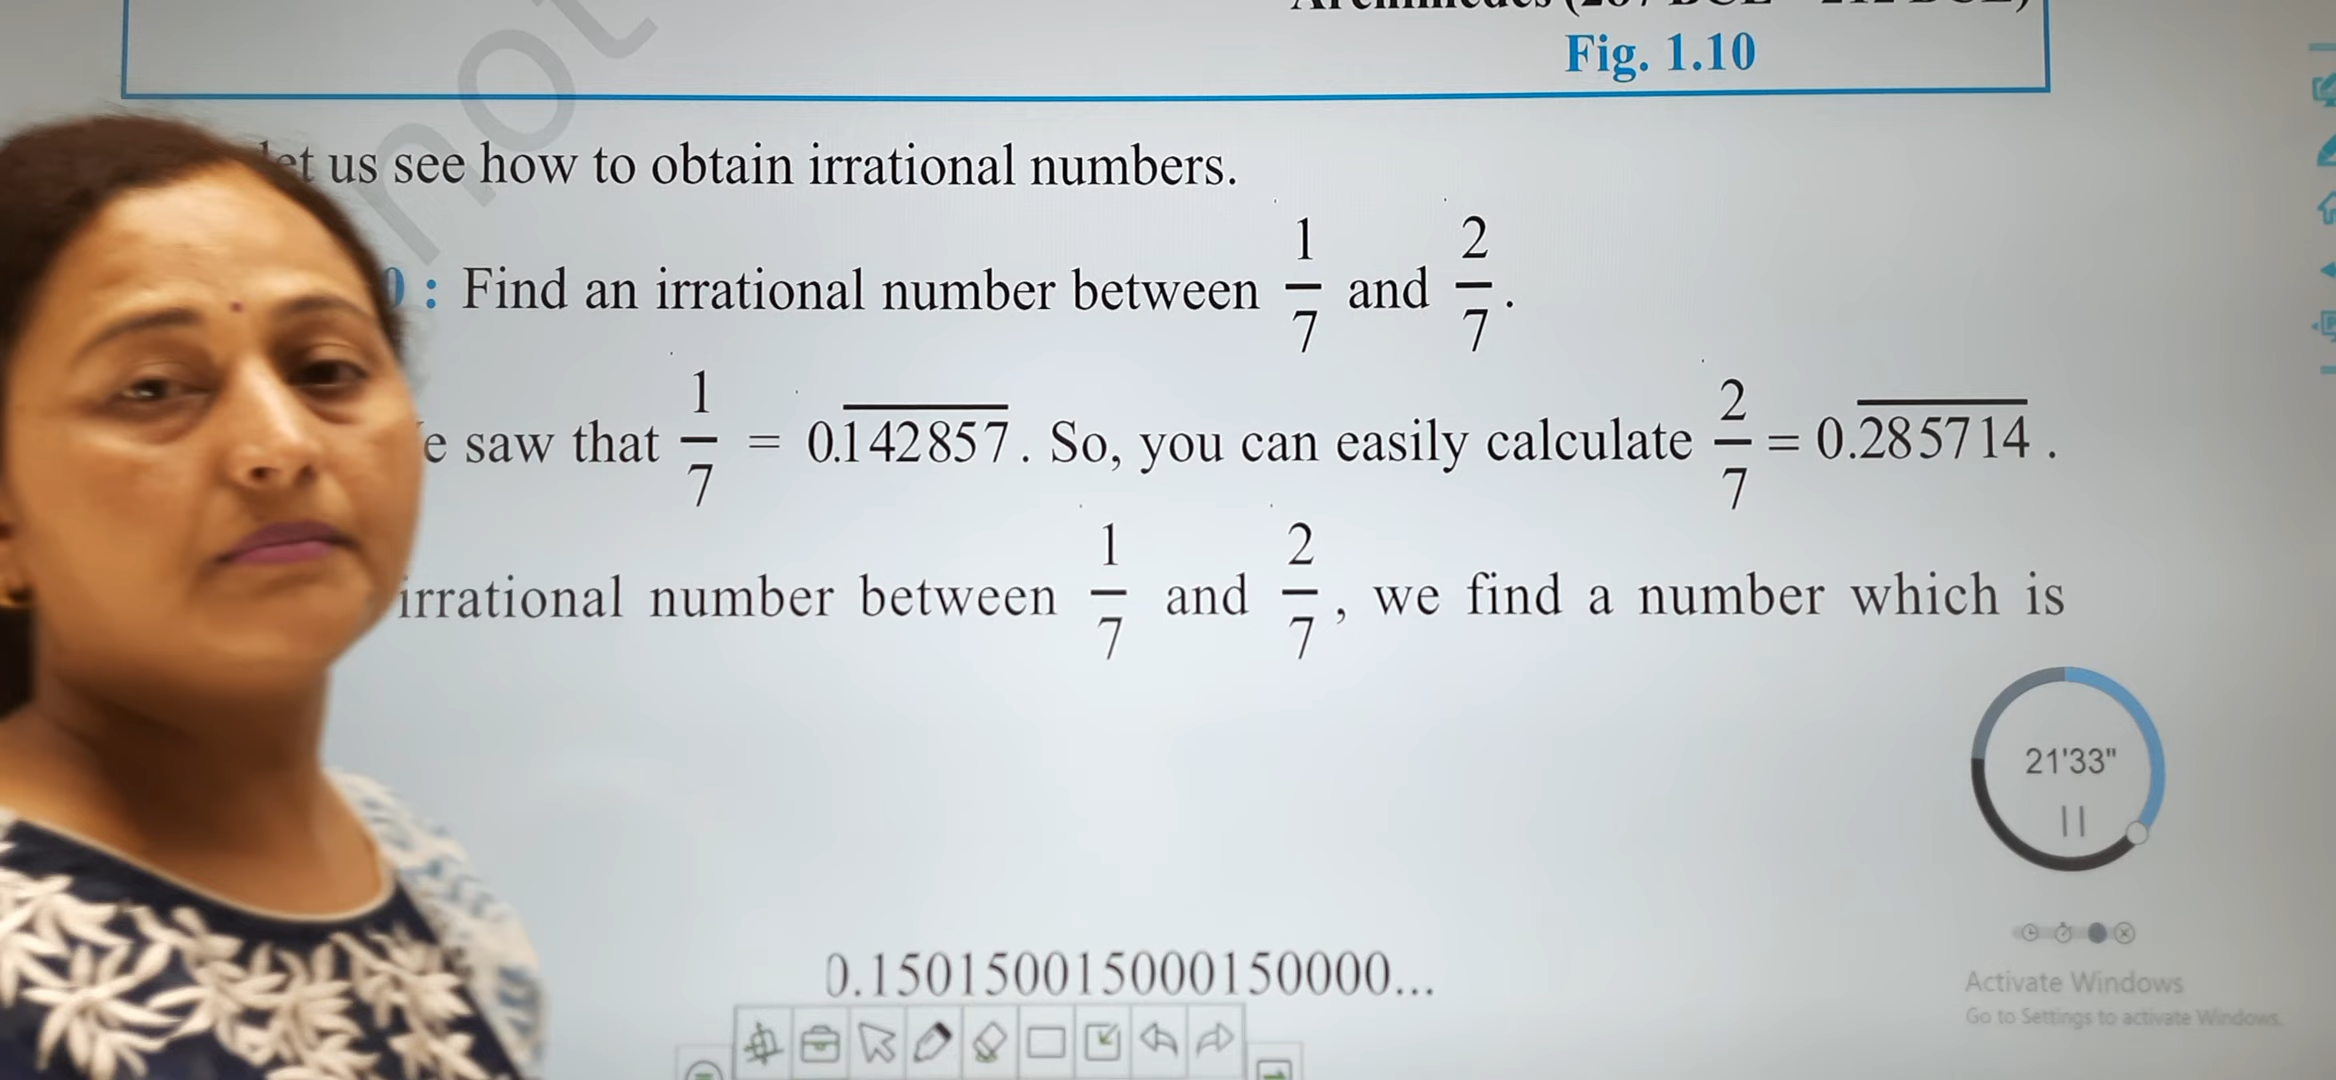 Fig. 1.10
not
us see how to obtain irrational numbers.
: Find an irrational number between 1/7 and 2/7.
saw that 1/7 = 0.142857. So, you can easily calculate 2/7 = 0.285714.
irrational number between 1/7 and 2/7, we find a number which is
21'33"
0.150150015000150000...
Activate Windows
Go to Settings to activate Windows.